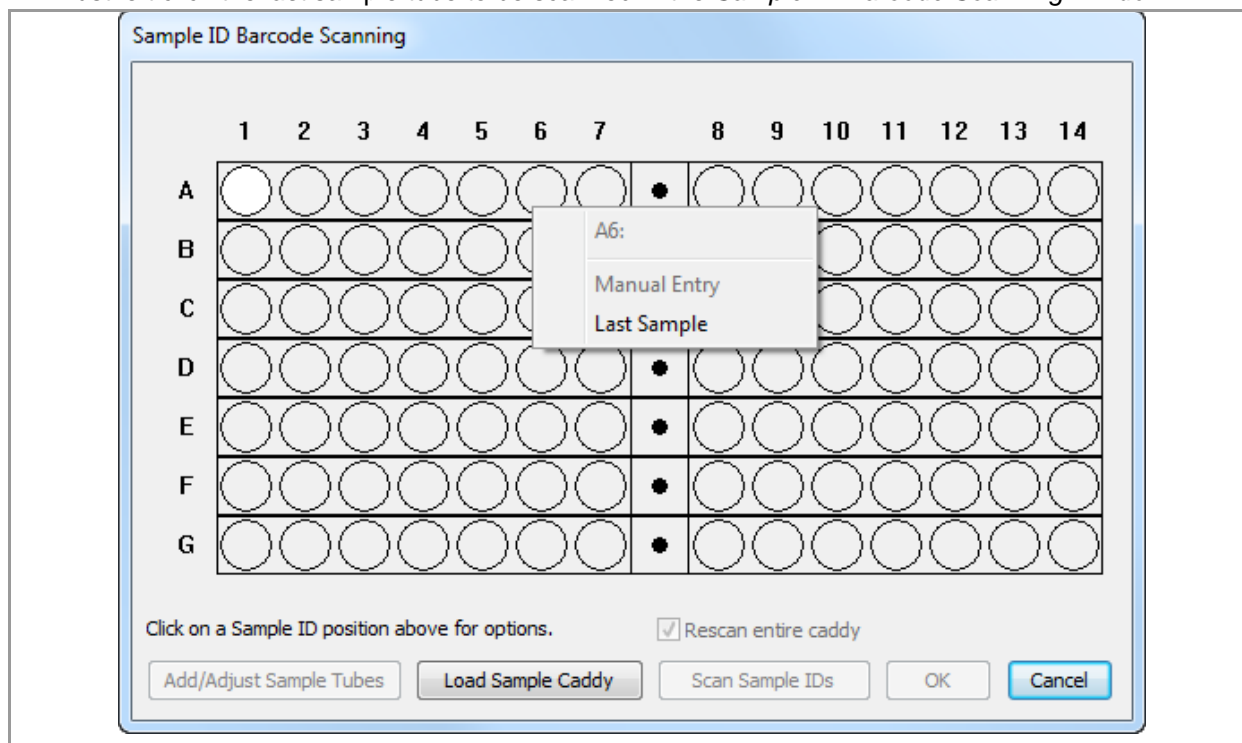 Sample ID Barcode Scanning
1 2 3 4 5 6 7 8 9 10 11 12 13 14
A
B
C
D
E
F
G
A6:
Manual Entry
Last Sample
Click on a Sample ID position above for options.
Rescan entire caddy
Add/Adjust Sample Tubes
Load Sample Caddy
Scan Sample IDs
OK
Cancel